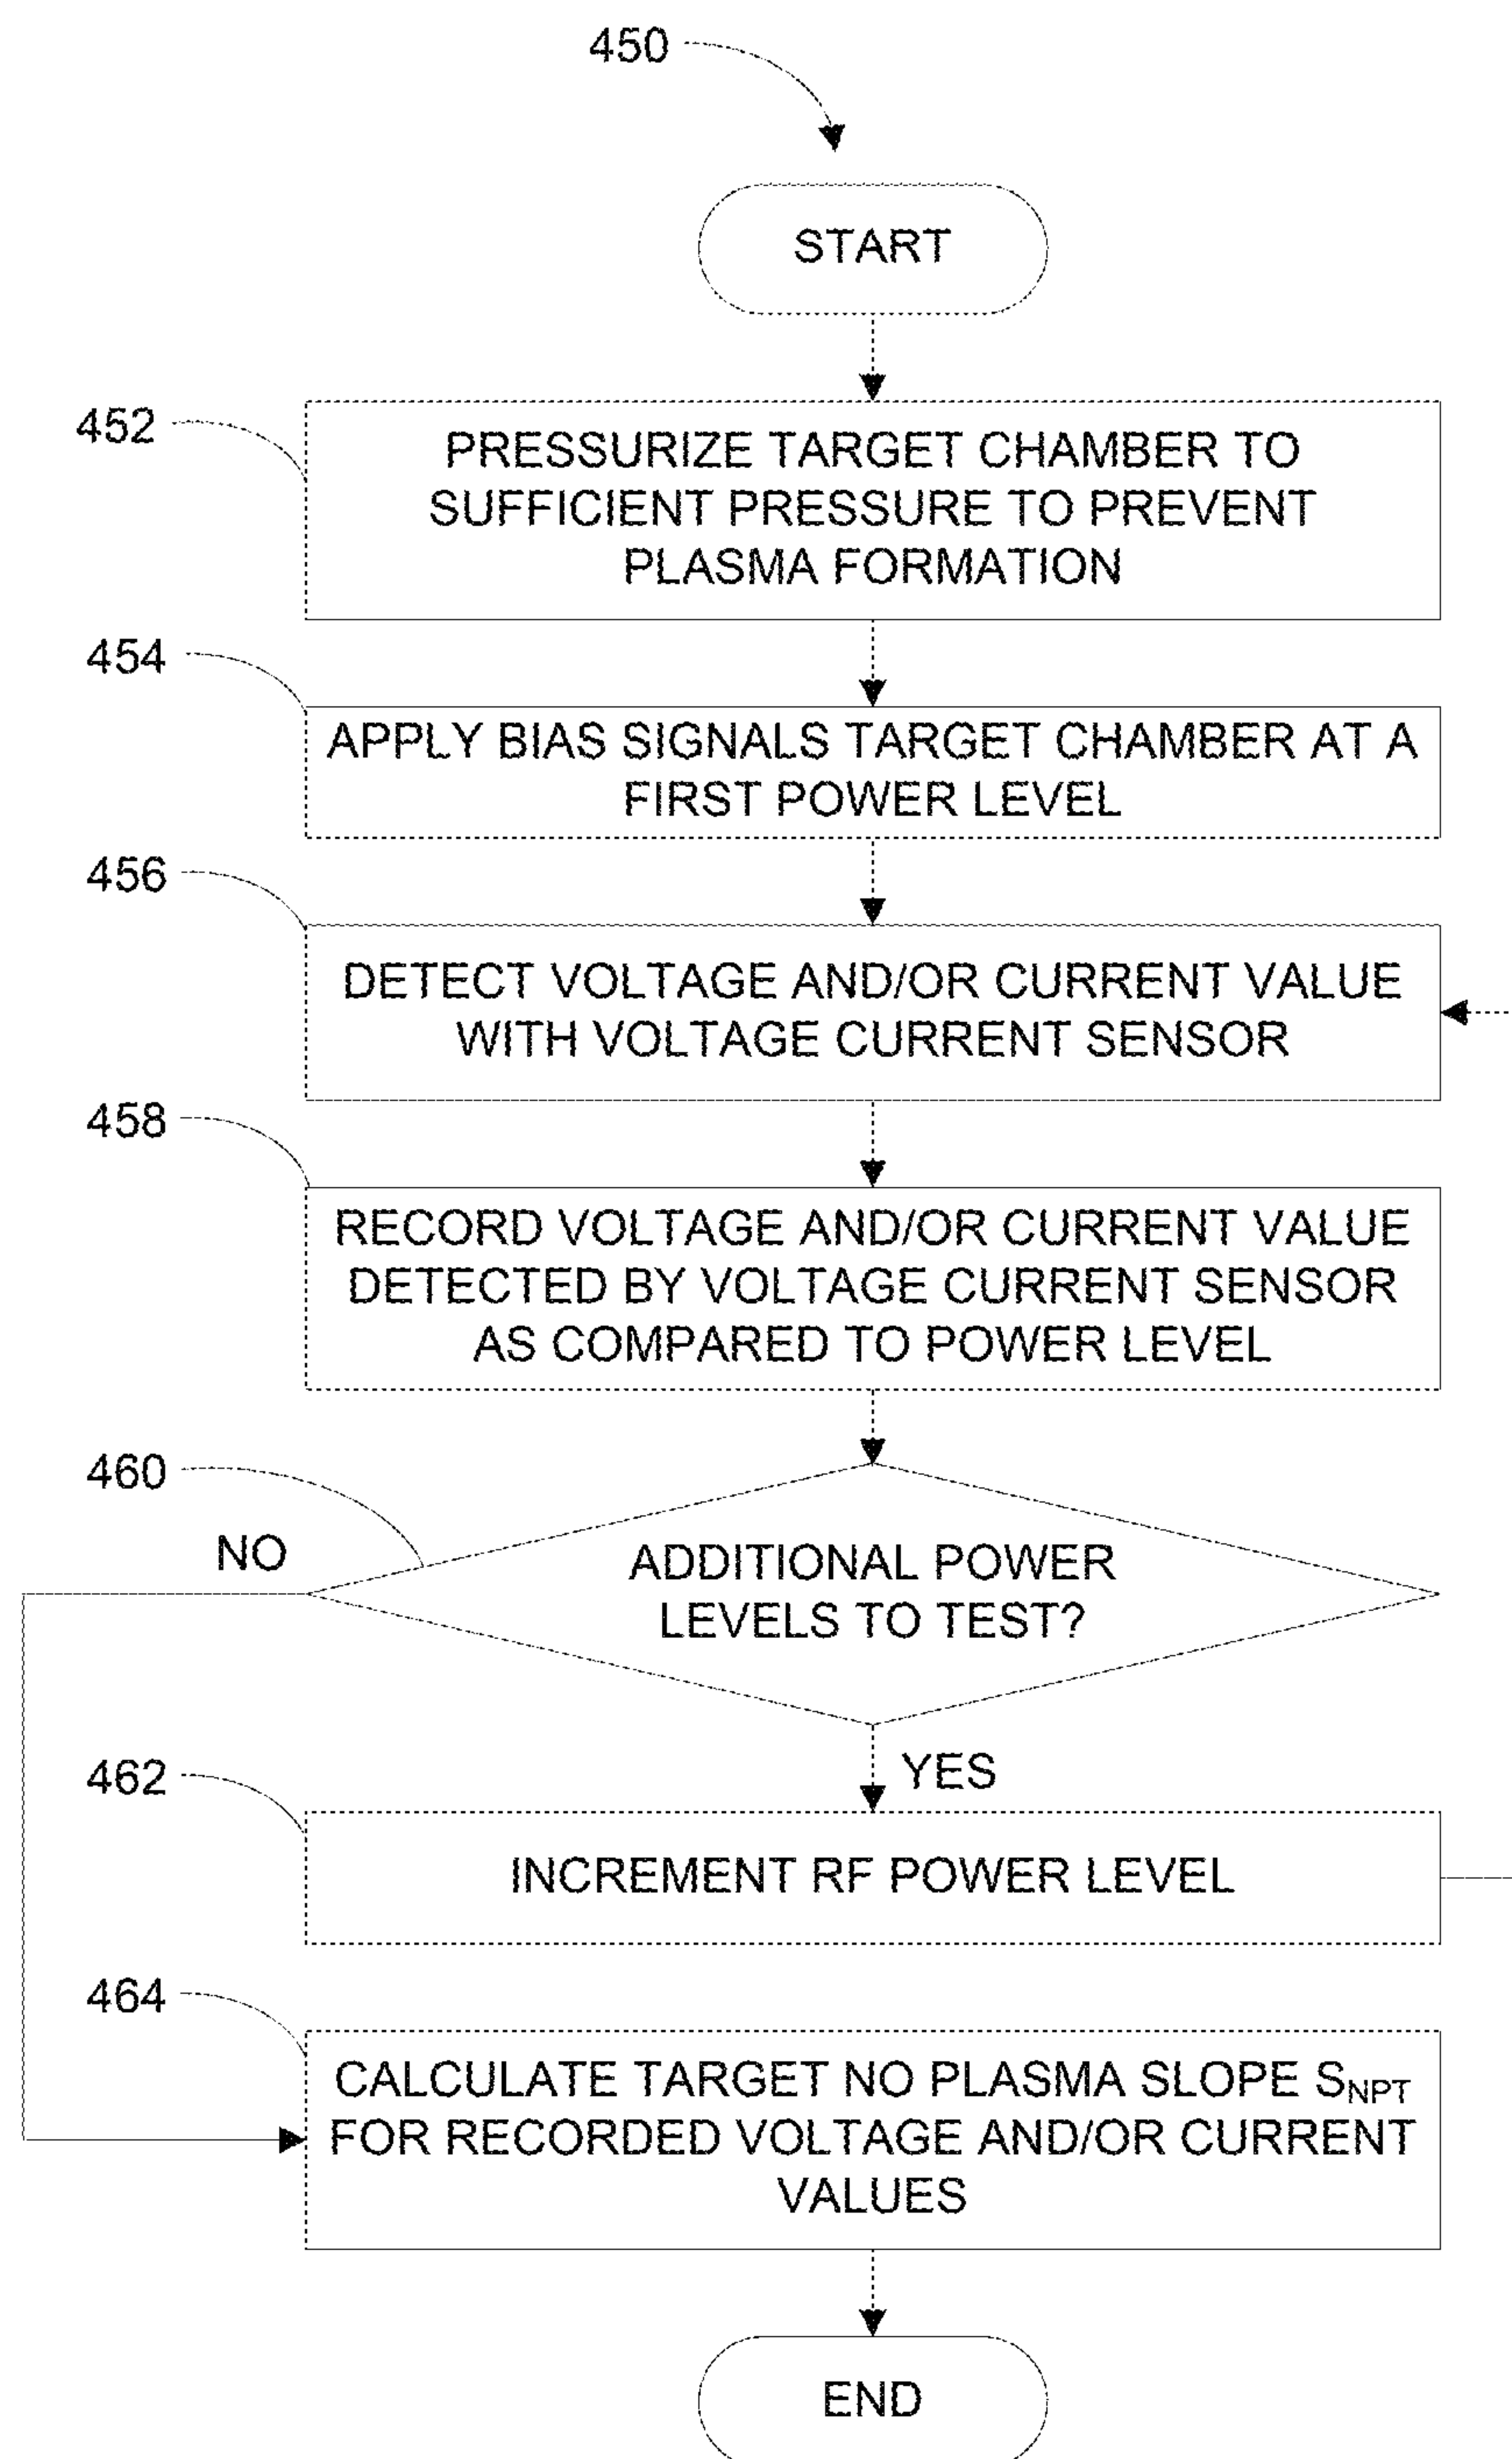 450
START
452
PRESSURIZE TARGET CHAMBER TO
SUFFICIENT PRESSURE TO PREVENT
PLASMA FORMATION
454
APPLY BIAS SIGNALS TARGET CHAMBER AT A
FIRST POWER LEVEL
456
DETECT VOLTAGE AND/OR CURRENT VALUE
WITH VOLTAGE CURRENT SENSOR
458
RECORD VOLTAGE AND/OR CURRENT VALUE
DETECTED BY VOLTAGE CURRENT SENSOR
AS COMPARED TO POWER LEVEL
460
NO
ADDITIONAL POWER
LEVELS TO TEST?
YES
462
INCREMENT RF POWER LEVEL
464
CALCULATE TARGET NO PLASMA SLOPE SNPT
FOR RECORDED VOLTAGE AND/OR CURRENT
VALUES
END